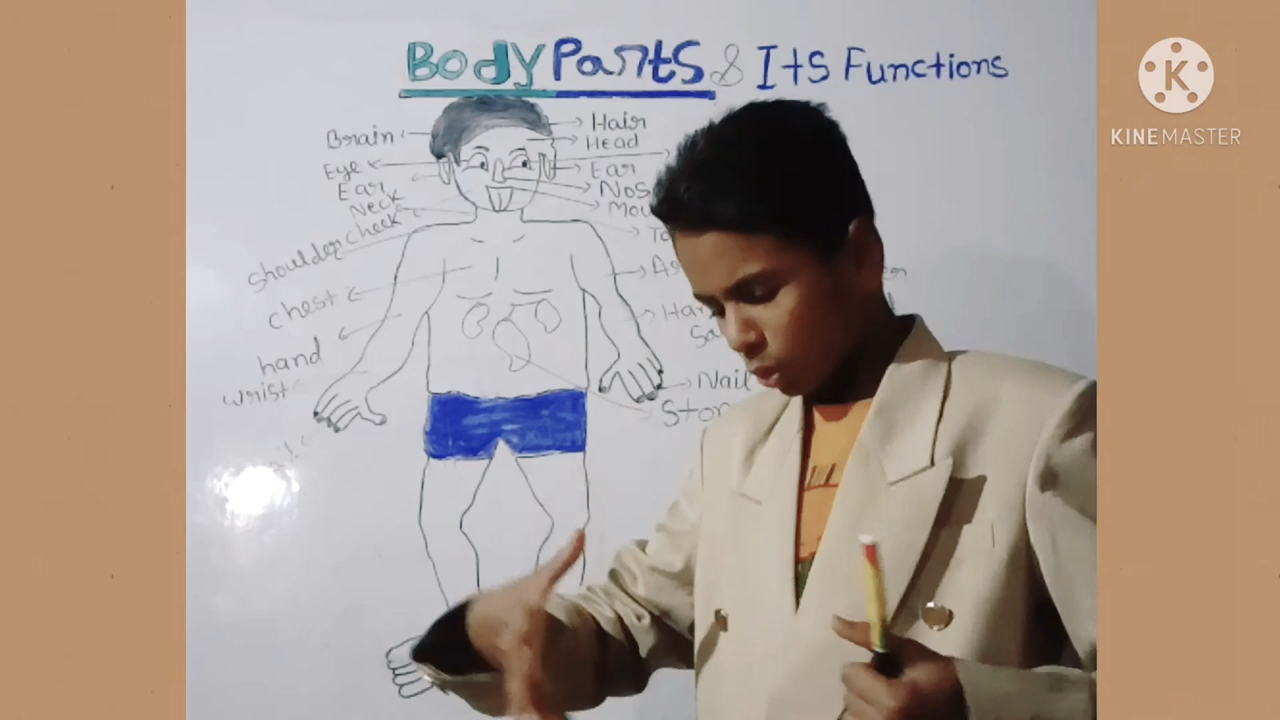 Body Parts & Its Functions
KINEMASTER
Brain
Hair
Head
Eye
Ear
Ear
Neck
Cheek
Shoulder
chest
hand
wrist
Nail